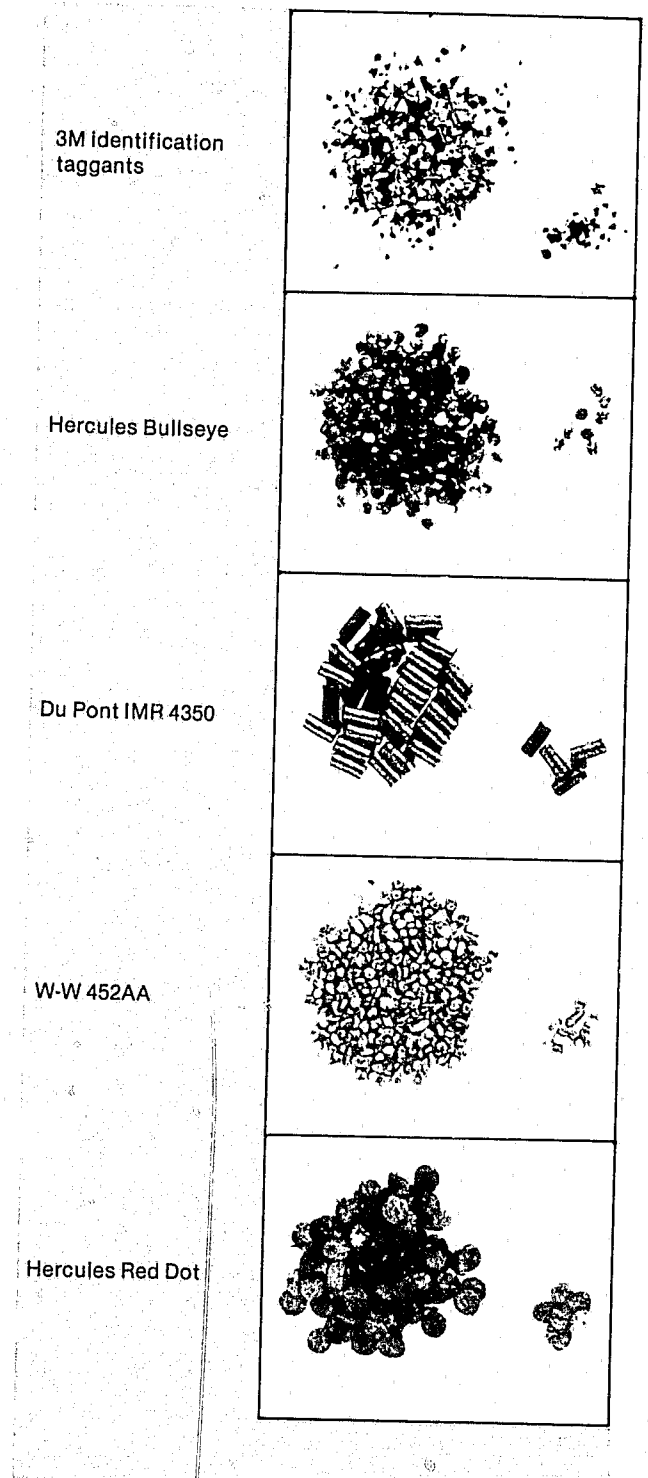 3M identification
taggants
Hercules Bullseye
Du Pont IMR 4350
W-W 452AA
Hercules Red Dot